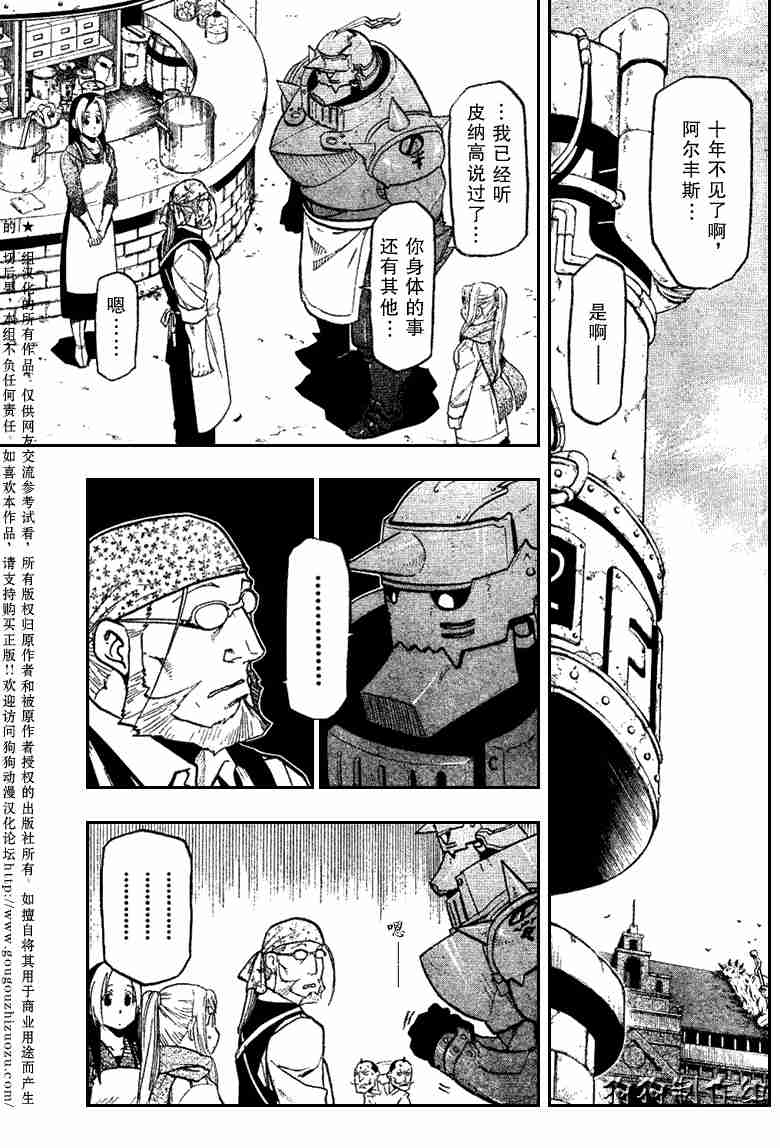 十年不见了啊，
阿尔丰斯…
是啊——
…我已经听
皮纳高说过了…
你身体的事
还有其他…
嗯……
…………
嗯——
…………
2
C
★
组汉化的所有作品，仅供网友交流参考试看，所有版权归原作者和被原作者授权的出版社所有。如擅自将其用于商业用途而产生
的一切后果，本组不负任何责任。如喜欢本作品，请支持购买正版!!欢迎访问狗狗动漫汉化论坛http://www.gougouzhizuozu.com/
狗狗制作组